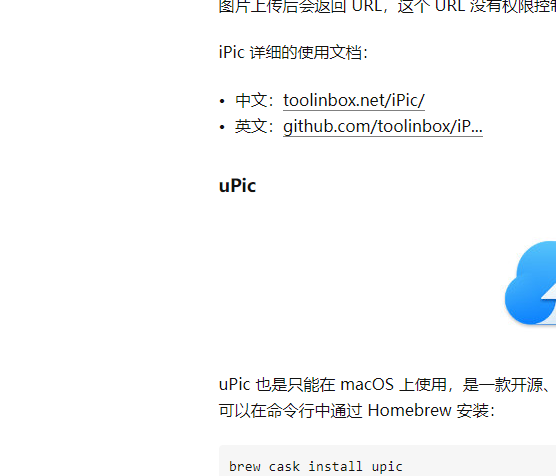 图片上传后会返回 URL，这个 URL 没有权限控制
iPic 详细的使用文档：
• 中文：toolinbox.net/iPic/
• 英文：github.com/toolinbox/iP...
uPic
uPic 也是只能在 macOS 上使用，是一款开源、
可以在命令行中通过 Homebrew 安装：
brew cask install upic